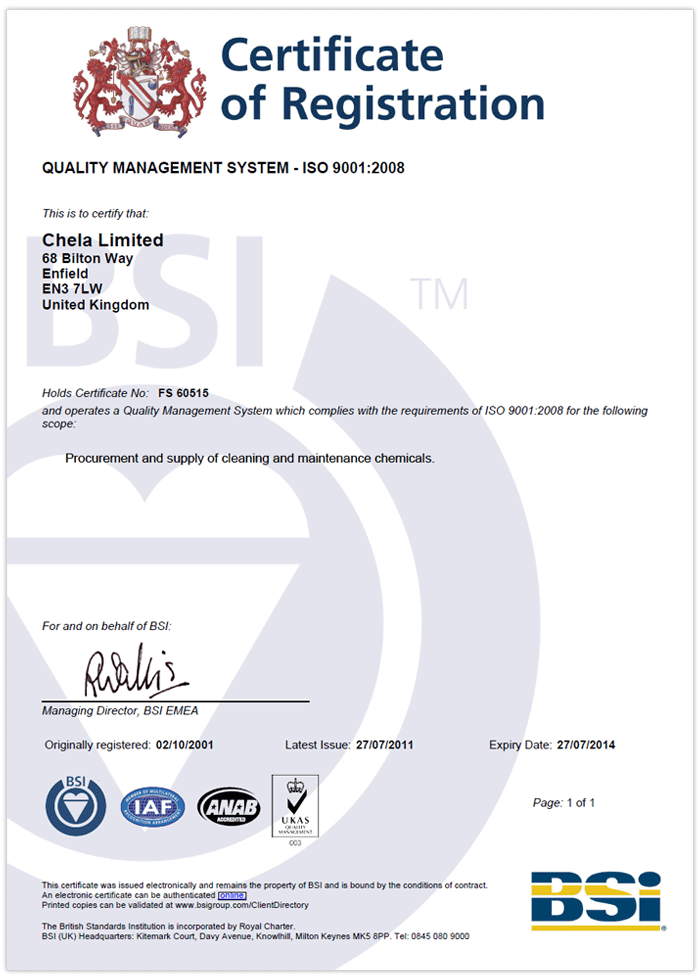 Certificate
of Registration
QUALITY MANAGEMENT SYSTEM - ISO 9001:2008
This is to certify that:
Chela Limited
68 Bilton Way
Enfield
EN3 7LW
United Kingdom
BSI
TM
Holds Certificate No: FS 60515
and operates a Quality Management System which complies with the requirements of ISO 9001:2008 for the following
scope:
Procurement and supply of cleaning and maintenance chemicals.
For and on behalf of BSI:
Managing Director, BSI EMEA
Originally registered: 02/10/2001 Latest Issue: 27/07/2011 Expiry Date: 27/07/2014
BSI
MEMBER OF MULTILATERAL
IAF
RECOGNITION ARRANGEMENT
ANAB
ACCREDITED
UKAS
QUALITY
MANAGEMENT
003
Page: 1 of 1
This certificate was issued electronically and remains the property of BSI and is bound by the conditions of contract.
An electronic certificate can be authenticated online.
Printed copies can be validated at www.bsigroup.com/ClientDirectory
The British Standards Institution is incorporated by Royal Charter.
BSI (UK) Headquarters: Kitemark Court, Davy Avenue, Knowlhill, Milton Keynes MK5 8PP. Tel: 0845 080 9000
BSi®